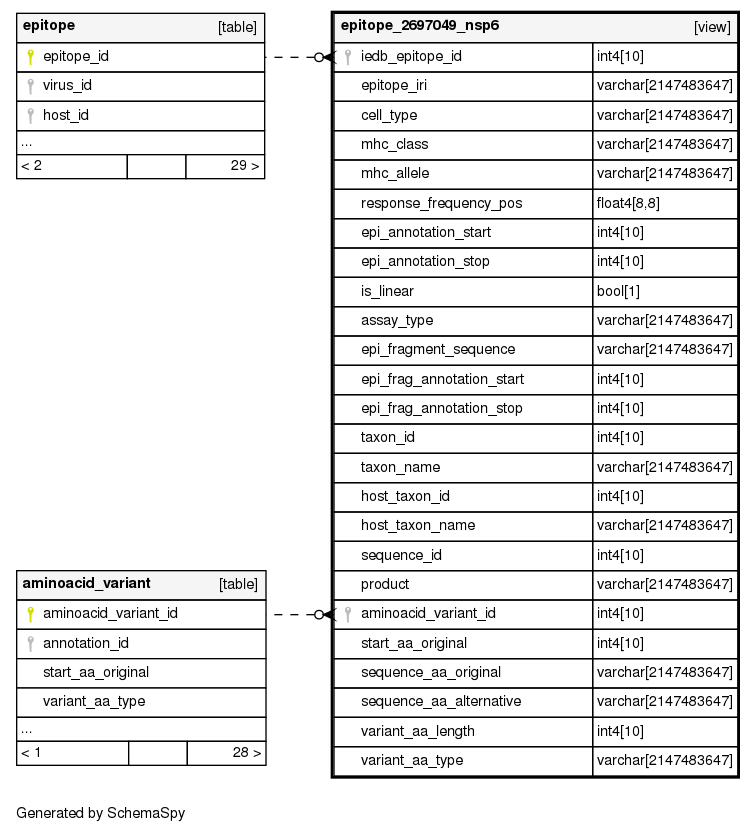 epitope [table]
epitope_id
virus_id
host_id
...
< 2 29 >
epitope_2697049_nsp6 [view]
iedb_epitope_id int4[10]
epitope_iri varchar[2147483647]
cell_type varchar[2147483647]
mhc_class varchar[2147483647]
mhc_allele varchar[2147483647]
response_frequency_pos float4[8,8]
epi_annotation_start int4[10]
epi_annotation_stop int4[10]
is_linear bool[1]
assay_type varchar[2147483647]
epi_fragment_sequence varchar[2147483647]
epi_frag_annotation_start int4[10]
epi_frag_annotation_stop int4[10]
taxon_id int4[10]
taxon_name varchar[2147483647]
host_taxon_id int4[10]
host_taxon_name varchar[2147483647]
sequence_id int4[10]
product varchar[2147483647]
aminoacid_variant_id int4[10]
start_aa_original int4[10]
sequence_aa_original varchar[2147483647]
sequence_aa_alternative varchar[2147483647]
variant_aa_length int4[10]
variant_aa_type varchar[2147483647]
aminoacid_variant [table]
aminoacid_variant_id
annotation_id
start_aa_original
variant_aa_type
...
< 1 28 >
Generated by SchemaSpy